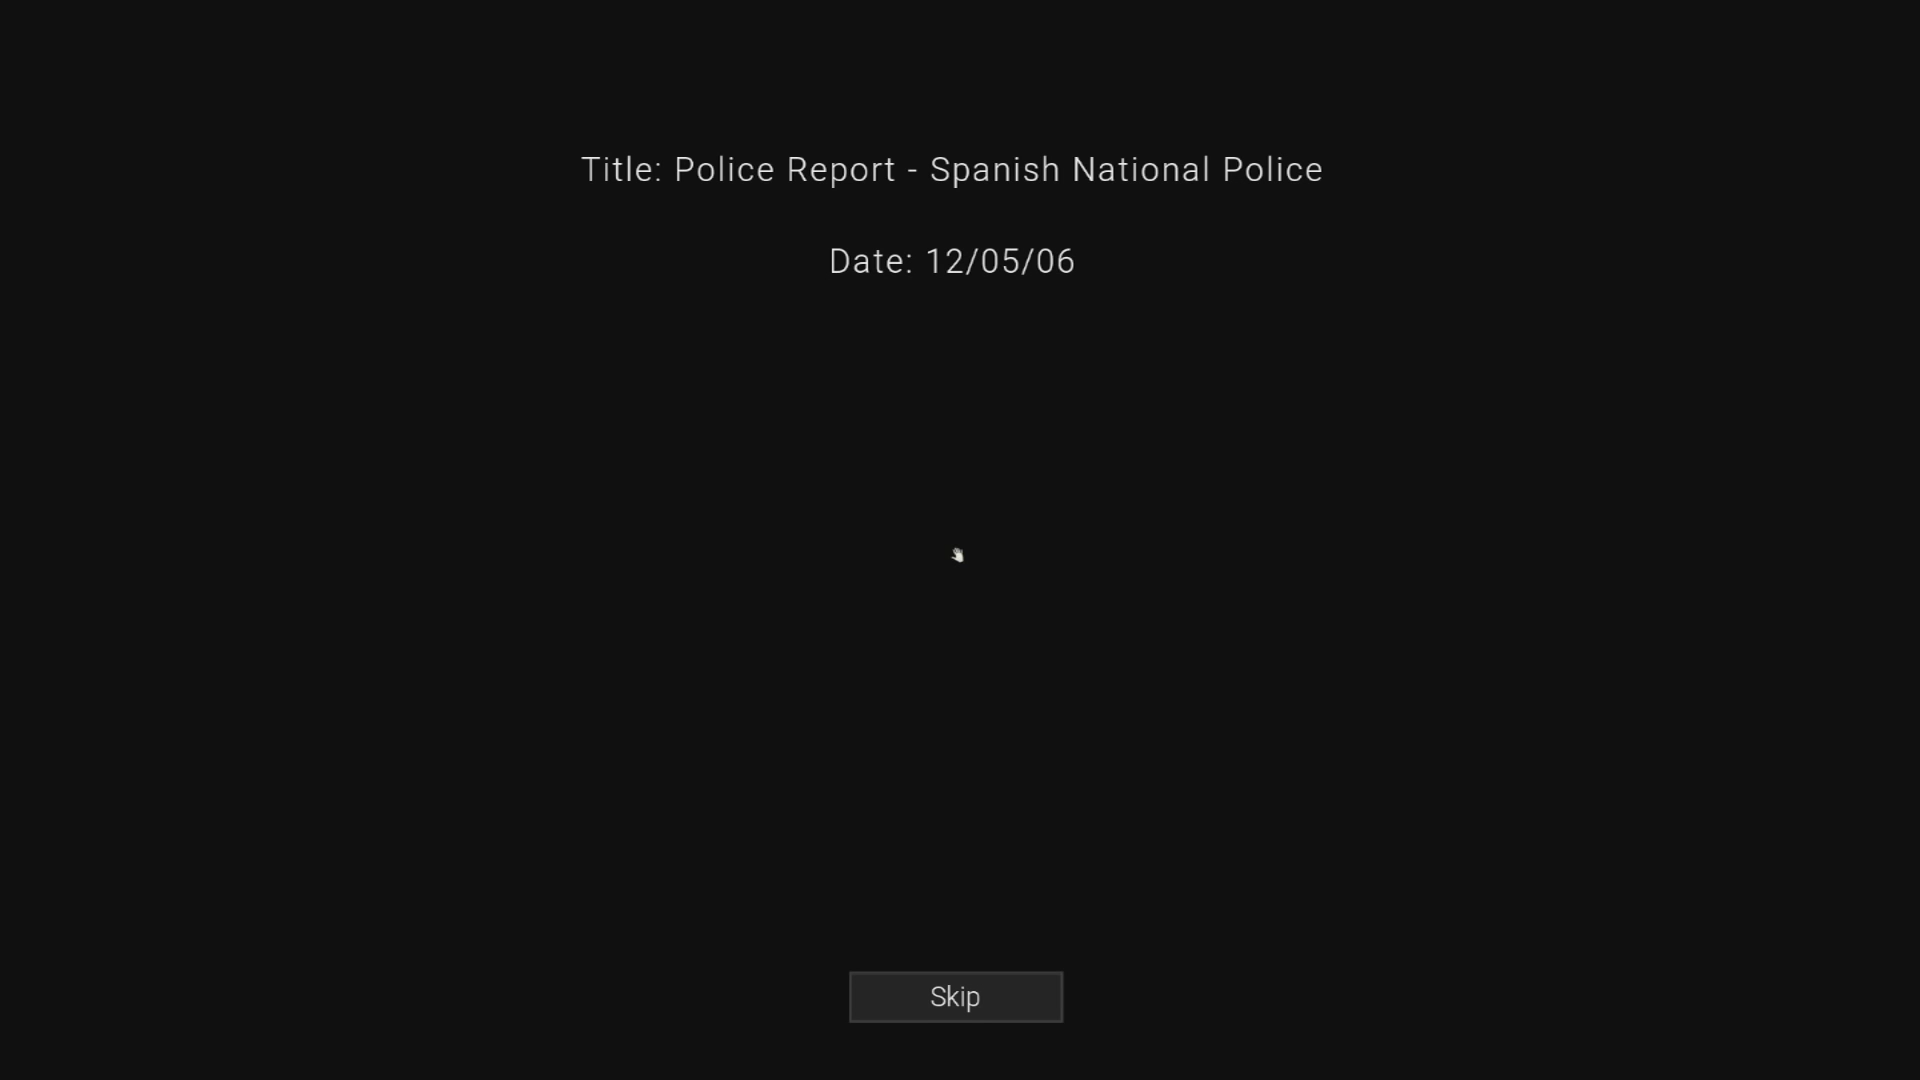 Title: Police Report - Spanish National Police
Date: 12/05/06
Skip